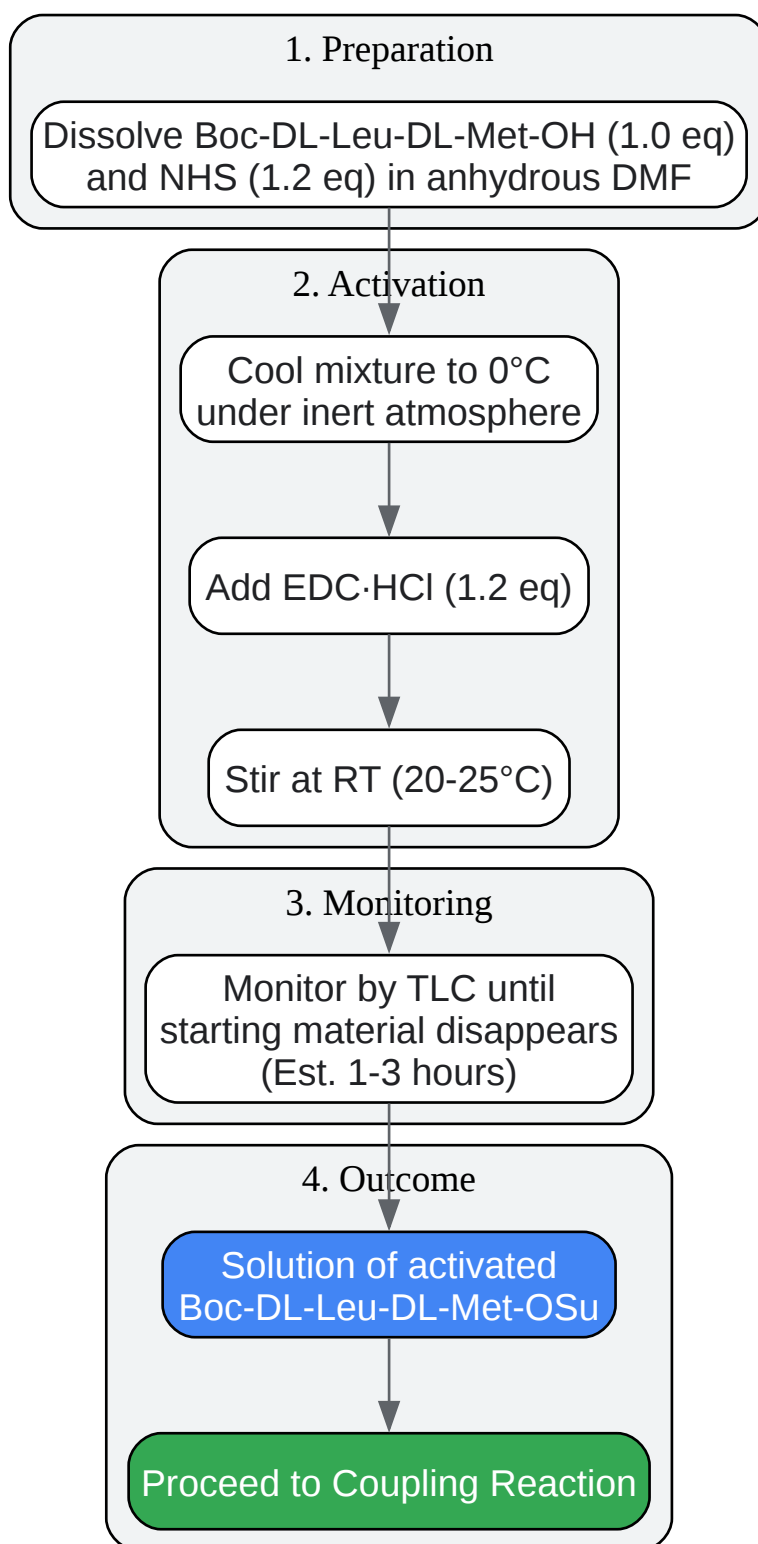 1. Preparation
Dissolve Boc-DL-Leu-DL-Met-OH (1.0 eq)
and NHS (1.2 eq) in anhydrous DMF
2. Activation
Cool mixture to 0°C
under inert atmosphere
Add EDC·HCl (1.2 eq)
Stir at RT (20-25°C)
3. Monitoring
Monitor by TLC until
starting material disappears
(Est. 1-3 hours)
4. Outcome
Solution of activated
Boc-DL-Leu-DL-Met-OSu
Proceed to Coupling Reaction